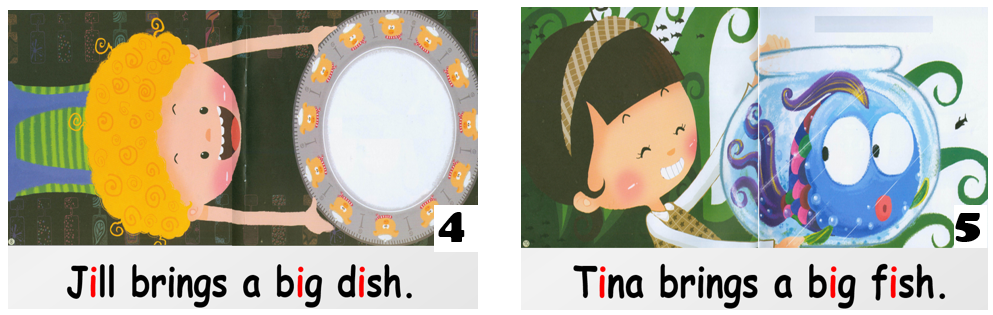 4
Jill brings a big dish.
5
Tina brings a big fish.